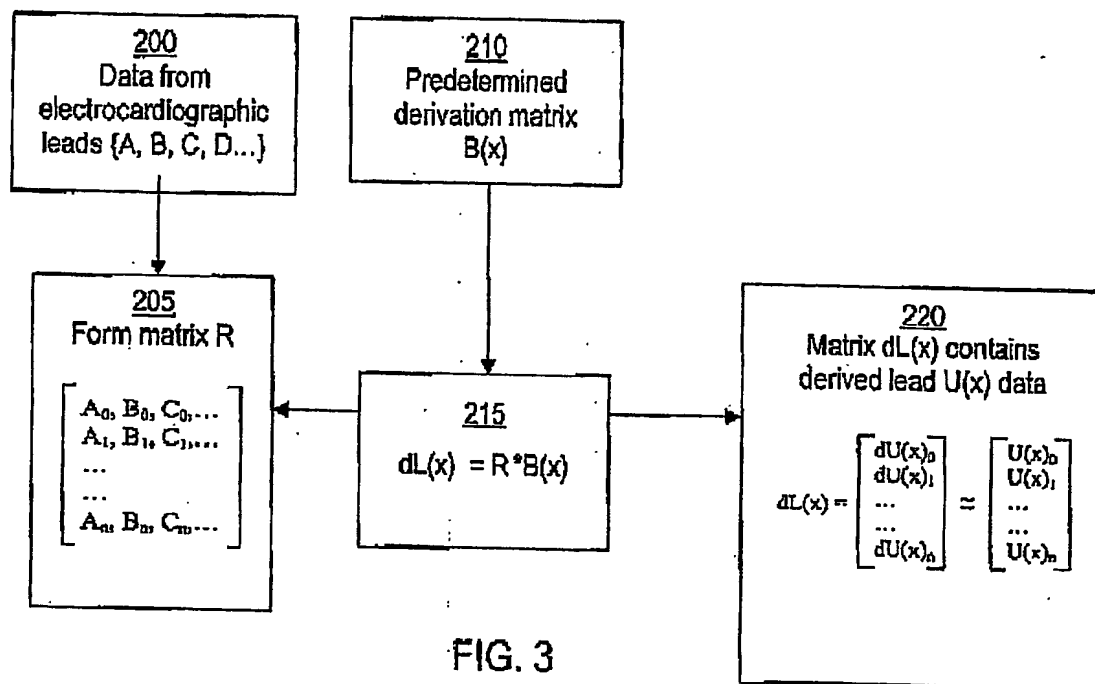 200
Data from
electrocardiographic
leads {A, B, C, D...}
210
Predetermined
derivation matrix
B(x)
205
Form matrix R
A₀, B₀, C₀,...
A₁, B₁, C₁,...
...
...
Aₙ, Bₙ, Cₙ,...
215
dL(x) = R*B(x)
220
Matrix dL(x) contains
derived lead U(x) data
dL(x) = dU(x)₀ ≈ U(x)₀
dU(x)₁ U(x)₁
... ...
... ...
dU(x)ₙ U(x)ₙ
FIG. 3